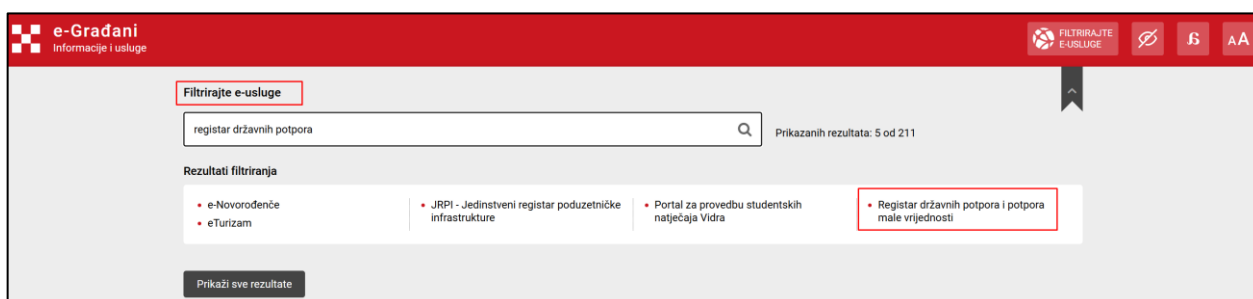 e-Građani
Informacije i usluge
FILTRIRAJTE
E-USLUGE
AA
Filtrirajte e-usluge
registar državnih potpora
Prikazanih rezultata: 5 od 211
Rezultati filtriranja
• e-Novorođenče
• eTurizam
• JRPI - Jedinstveni registar poduzetničke
infrastrukture
• Portal za provedbu studentskih
natječaja Vidra
• Registar državnih potpora i potpora
male vrijednosti
Prikaži sve rezultate